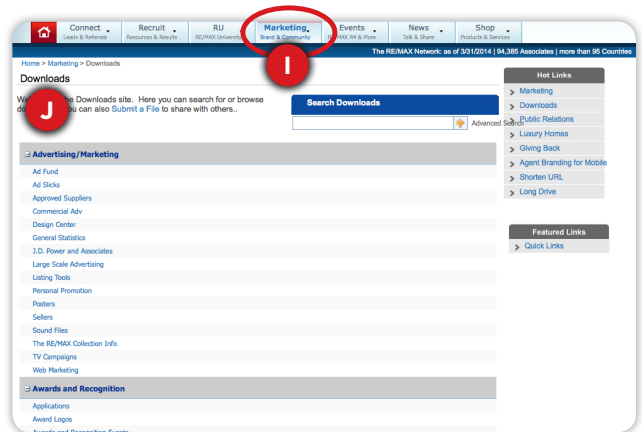 Connect Recruit RU Marketing Events News Shop
Leads & Referrals Resources & Results RE/MAX University Brand & Community RE/MAX R4 & More Talk & Share Products & Services
The RE/MAX Network: as of 3/31/2014 | 94,385 Associates | more than 95 Countries
Home > Marketing > Downloads
I
Hot Links
Downloads
Marketing
Downloads
Public Relations
Luxury Homes
Giving Back
Agent Branding for Mobile
Shorten URL
Long Drive
the Downloads site. Here you can search for or browse
can also Submit a File to share with others..
J
Search Downloads
Advanced Search
Featured Links
Quick Links
Advertising/Marketing
Ad Fund
Ad Slicks
Approved Suppliers
Commercial Adv
Design Center
General Statistics
J.D. Power and Associates
Large Scale Advertising
Listing Tools
Personal Promotion
Posters
Sellers
Sound Files
The RE/MAX Collection Info
TV Campaigns
Web Marketing
Awards and Recognition
Applications
Award Logos
Awards and Recognition Events